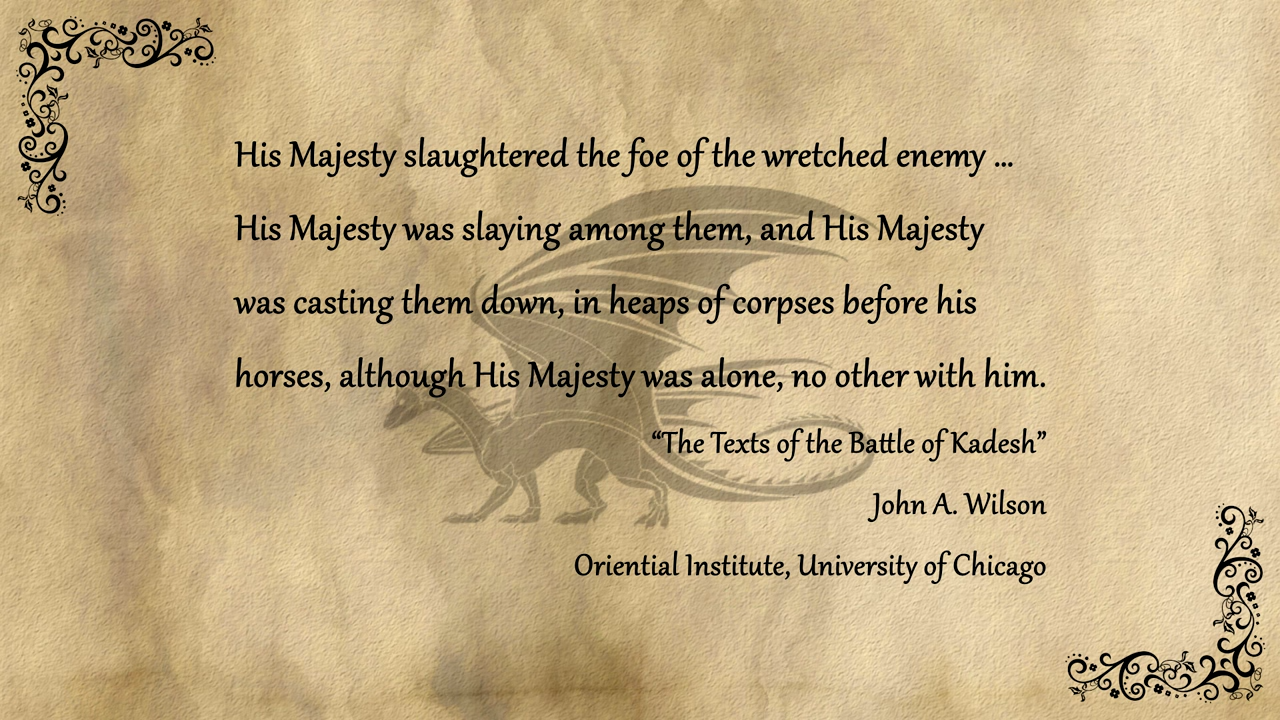 His Majesty slaughtered the foe of the wretched enemy ...
His Majesty was slaying among them, and His Majesty
was casting them down, in heaps of corpses before his
horses, although His Majesty was alone, no other with him.
“The Texts of the Battle of Kadesh”
John A. Wilson
Oriential Institute, University of Chicago